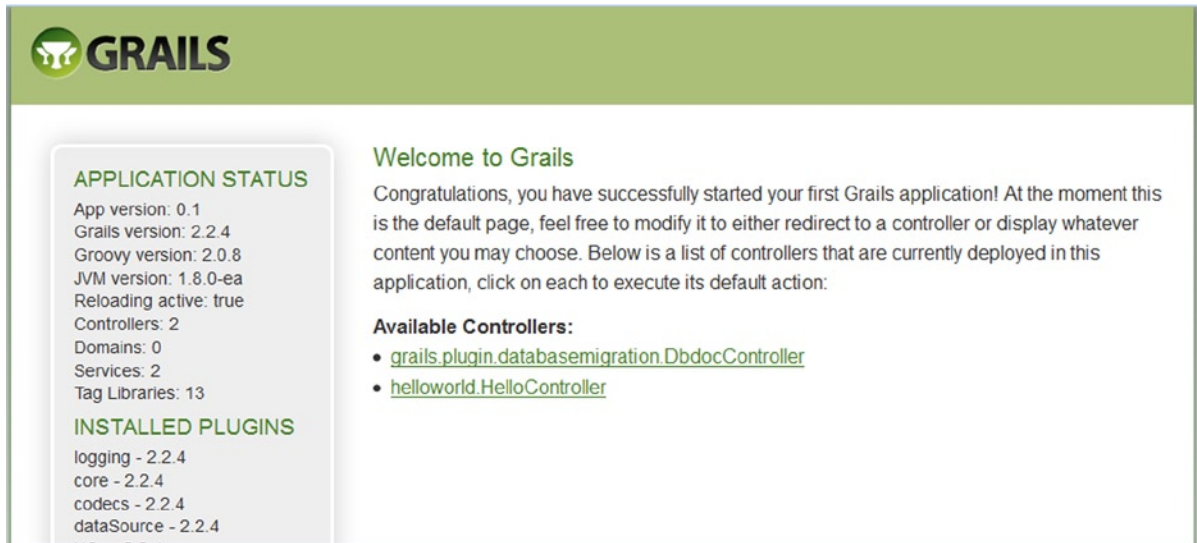 GRAILS
APPLICATION STATUS
App version: 0.1
Grails version: 2.2.4
Groovy version: 2.0.8
JVM version: 1.8.0-ea
Reloading active: true
Controllers: 2
Domains: 0
Services: 2
Tag Libraries: 13
INSTALLED PLUGINS
logging - 2.2.4
core - 2.2.4
codecs - 2.2.4
dataSource - 2.2.4
Welcome to Grails
Congratulations, you have successfully started your first Grails application! At the moment this
is the default page, feel free to modify it to either redirect to a controller or display whatever
content you may choose. Below is a list of controllers that are currently deployed in this
application, click on each to execute its default action:
Available Controllers:
• grails.plugin.databasemigration.DbdocController
• helloworld.HelloController